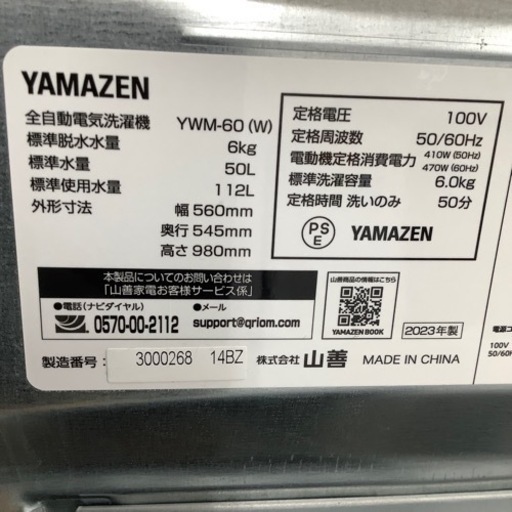 YAMAZEN
全自動電気洗濯機 YWM-60 (W)
標準脱水水量 6kg
標準水量 50L
標準使用水量 112L
外形寸法 幅 560mm
奥行 545mm
高さ 980mm
定格電圧 100V
定格周波数 50/60Hz
電動機定格消費電力 410W (50Hz)
470W (60Hz)
標準洗濯容量 6.0kg
定格時間 洗いのみ 50分
PS
E
YAMAZEN
本製品についてのお問い合わせは
「山善家電お客様サービス係」
●電話(ナビダイヤル)
0570-00-2112
●メール
support@qriom.com
山善商品の情報はこちら
YAMAZEN BOOK
2023年製
製造番号: 3000268 14BZ
株式会社 山善 MADE IN CHINA
電源コ
100V
50/60H